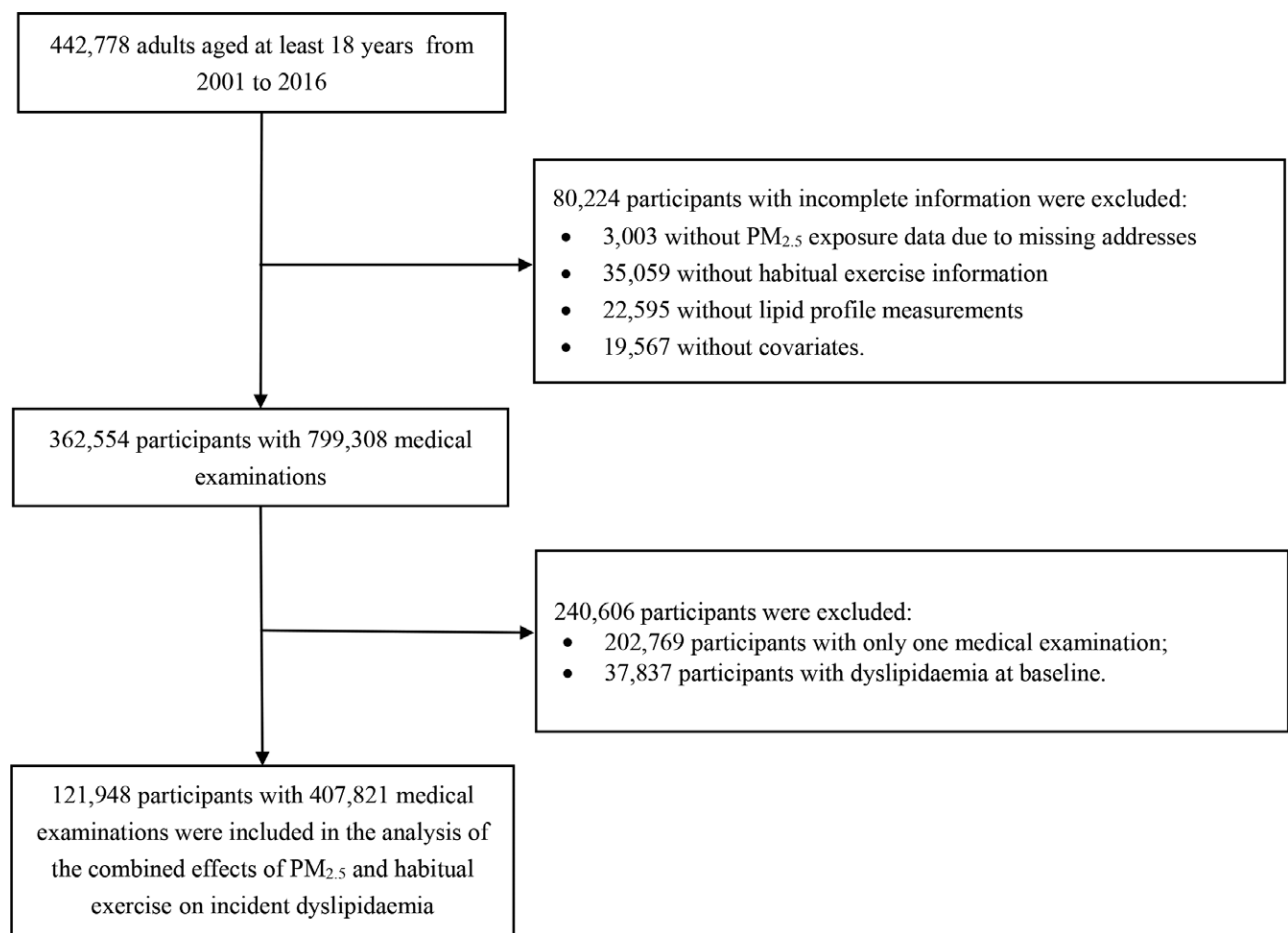 442,778 adults aged at least 18 years from
2001 to 2016
80,224 participants with incomplete information were excluded:
• 3,003 without PM2.5 exposure data due to missing addresses
• 35,059 without habitual exercise information
• 22,595 without lipid profile measurements
• 19,567 without covariates.
362,554 participants with 799,308 medical
examinations
240,606 participants were excluded:
• 202,769 participants with only one medical examination;
• 37,837 participants with dyslipidaemia at baseline.
121,948 participants with 407,821 medical
examinations were included in the analysis of
the combined effects of PM2.5 and habitual
exercise on incident dyslipidaemia